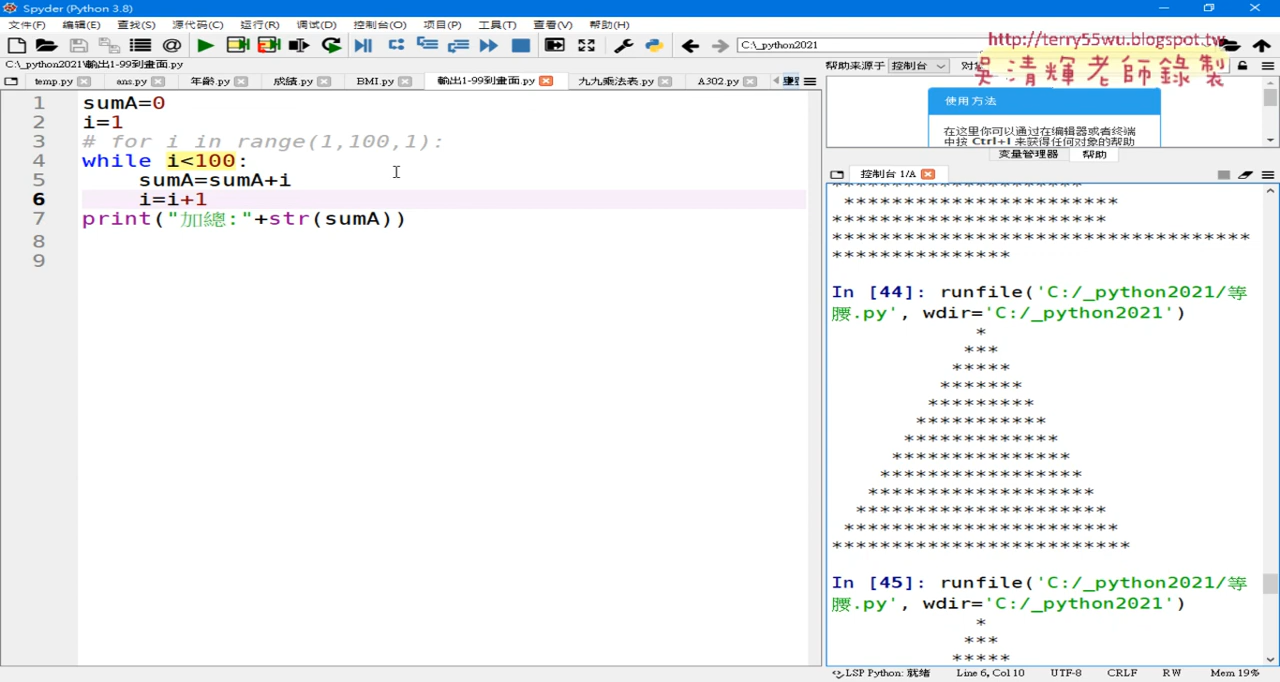 Spyder (Python 3.8)
文件(F) 编辑(E) 查找(S) 源代码(C) 运行(R) 调试(D) 控制台(O) 项目(P) 工具(T) 查看(V) 帮助(H)
C:\_python2021
http://terry55wu.blogspot.tw
吳清輝老師錄製
C:\_python2021\輸出1-99到畫面.py
temp.py ans.py 年齡.py 成績.py BMI.py 輸出1-99到畫面.py 九九乘法表.py A302.py
帮助来源于 控制台 对
使用方法
在这里你可以通过在编辑器或者终端
中按 Ctrl+I 来获得任何对象的帮助
变量管理器 帮助
控制台 1/A
1 sumA=0
2 i=1
3 # for i in range(1,100,1):
4 while i<100:
5 sumA=sumA+i
6 i=i+1
7 print("加總:"+str(sumA))
8
9
***********************
***********************
***********************************
***************
In [44]: runfile('C:/_python2021/等
腰.py', wdir='C:/_python2021')
*
***
*****
*******
*********
***********
*************
***************
*****************
*******************
*********************
***********************
*************************
In [45]: runfile('C:/_python2021/等
腰.py', wdir='C:/_python2021')
*
***
*****
LSP Python: 就绪 Line 6, Col 10 UTF-8 CRLF RW Mem 19%